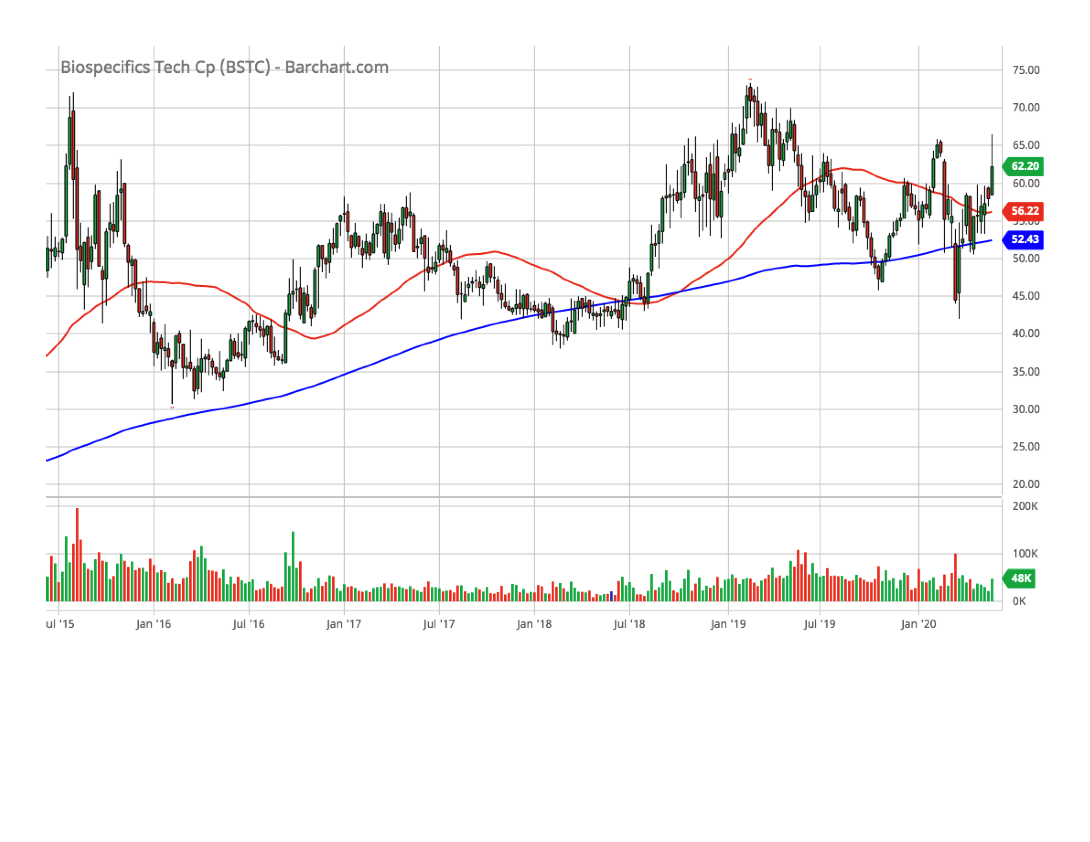 Biospecifics Tech Cp (BSTC) - Barchart.com
75.00
70.00
65.00
62.20
60.00
56.22
52.43
50.00
45.00
40.00
35.00
30.00
25.00
20.00
200K
100K
48K
0K
ul '15
Jan '16
Jul '16
Jan '17
Jul '17
Jan '18
Jul '18
Jan '19
Jul '19
Jan '20